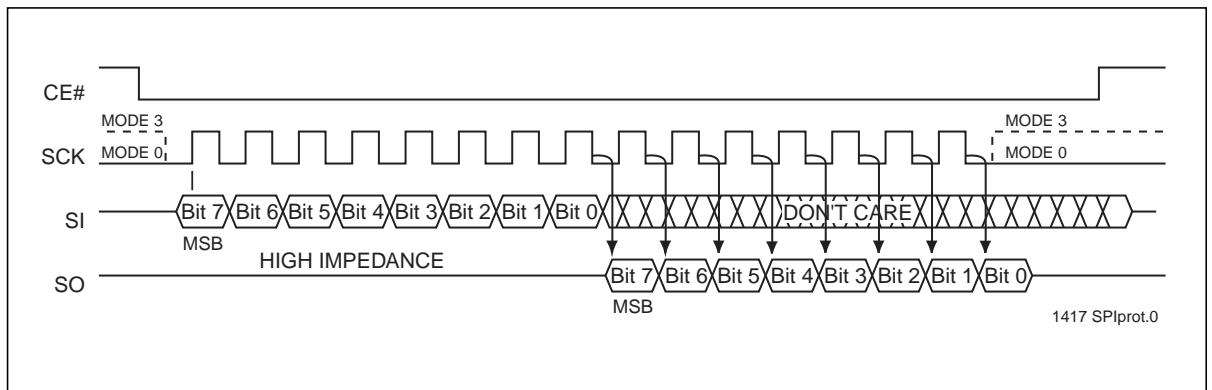 CE#
MODE 3
MODE 3
SCK
MODE 0
MODE 0
SI
Bit 7 Bit 6 Bit 5 Bit 4 Bit 3 Bit 2 Bit 1 Bit 0
DON'T CARE
MSB
HIGH IMPEDANCE
SO
Bit 7 Bit 6 Bit 5 Bit 4 Bit 3 Bit 2 Bit 1 Bit 0
MSB
1417 SPIprot.0